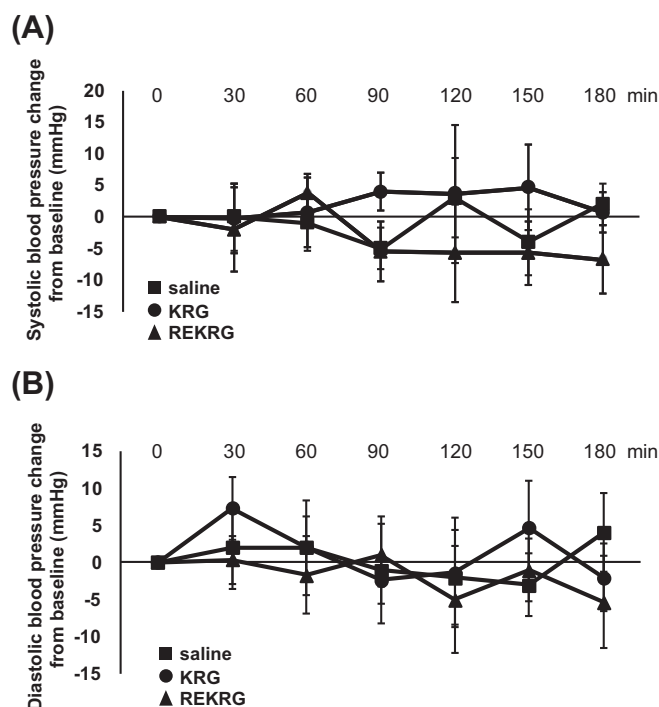 (A)
Systolic blood pressure change
from baseline (mmHg)
20
15
10
5
0
-5
-10
-15
0 30 60 90 120 150 180 min
saline
KRG
REKRG
(B)
Diastolic blood pressure change
from baseline (mmHg)
15
10
5
0
-5
-10
-15
0 30 60 90 120 150 180 min
saline
KRG
REKRG